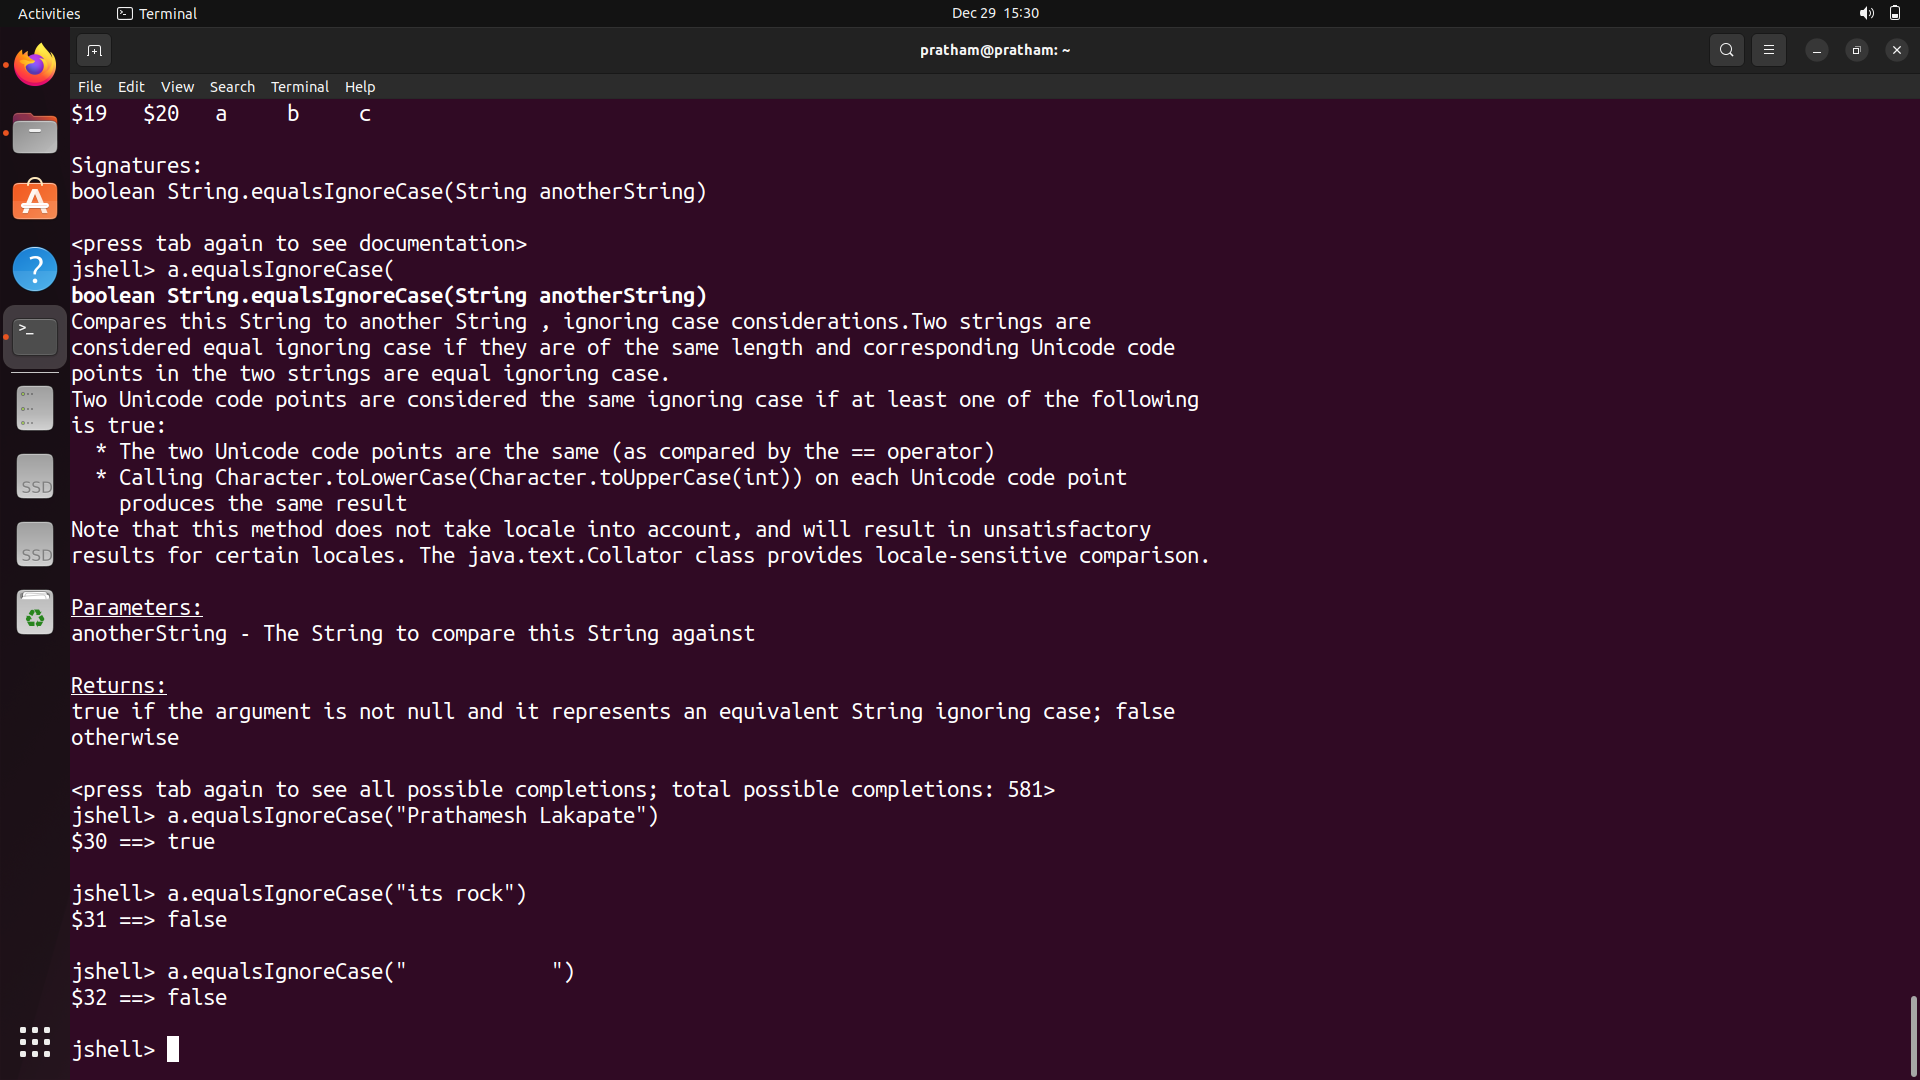 Activities Terminal Dec 29 15:30
pratham@pratham: ~
File Edit View Search Terminal Help
$19   $20   a     b     c
Signatures:
boolean String.equalsIgnoreCase(String anotherString)
<press tab again to see documentation>
jshell> a.equalsIgnoreCase(
boolean String.equalsIgnoreCase(String anotherString)
Compares this String to another String , ignoring case considerations.Two strings are
considered equal ignoring case if they are of the same length and corresponding Unicode code
points in the two strings are equal ignoring case.
Two Unicode code points are considered the same ignoring case if at least one of the following
is true:
  * The two Unicode code points are the same (as compared by the == operator)
  * Calling Character.toLowerCase(Character.toUpperCase(int)) on each Unicode code point
    produces the same result
Note that this method does not take locale into account, and will result in unsatisfactory
results for certain locales. The java.text.Collator class provides locale-sensitive comparison.
Parameters:
anotherString - The String to compare this String against
Returns:
true if the argument is not null and it represents an equivalent String ignoring case; false
otherwise
<press tab again to see all possible completions; total possible completions: 581>
jshell> a.equalsIgnoreCase("Prathamesh Lakapate")
$30 ==> true
jshell> a.equalsIgnoreCase("its rock")
$31 ==> false
jshell> a.equalsIgnoreCase("            ")
$32 ==> false
jshell>
SSD
SSD